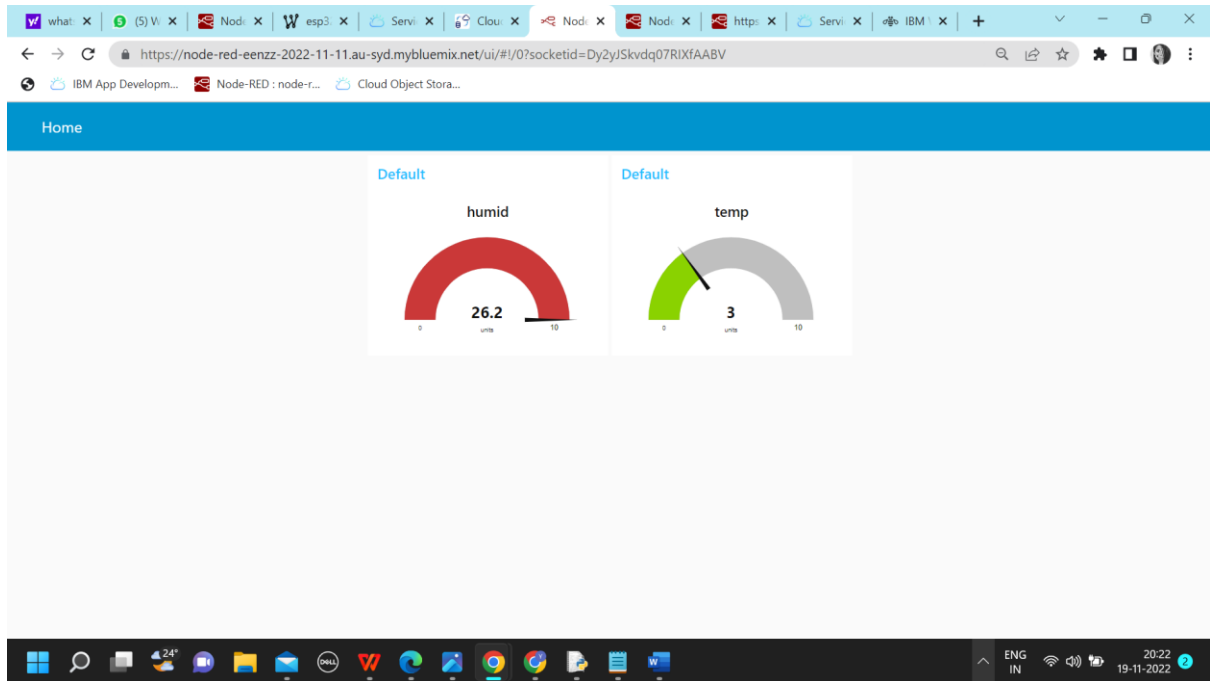 what: (5) W Node esp3: Servi Clou Node Node https Servi IBM W
https://node-red-eenzz-2022-11-11.au-syd.mybluemix.net/ui/#!/0?socketid=Dy2yJSkvdq07RIXfAABV
IBM App Developm... Node-RED : node-r... Cloud Object Stora...
Home
Default Default
humid temp
26.2 3
0 units 10 0 units 10
24° DELL W ENG 20:22
IN 19-11-2022 2